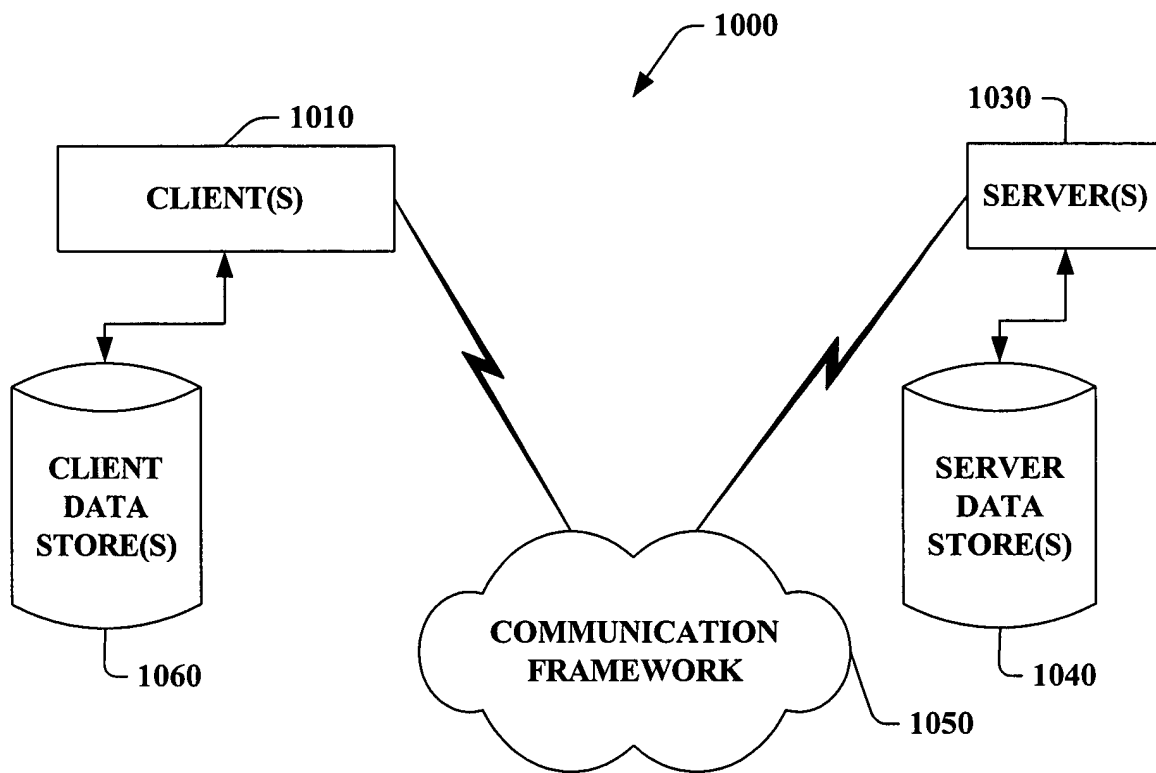 1000
1010
1030
CLIENT(S)
SERVER(S)
CLIENT
DATA
STORE(S)
SERVER
DATA
STORE(S)
COMMUNICATION
FRAMEWORK
1060
1040
1050